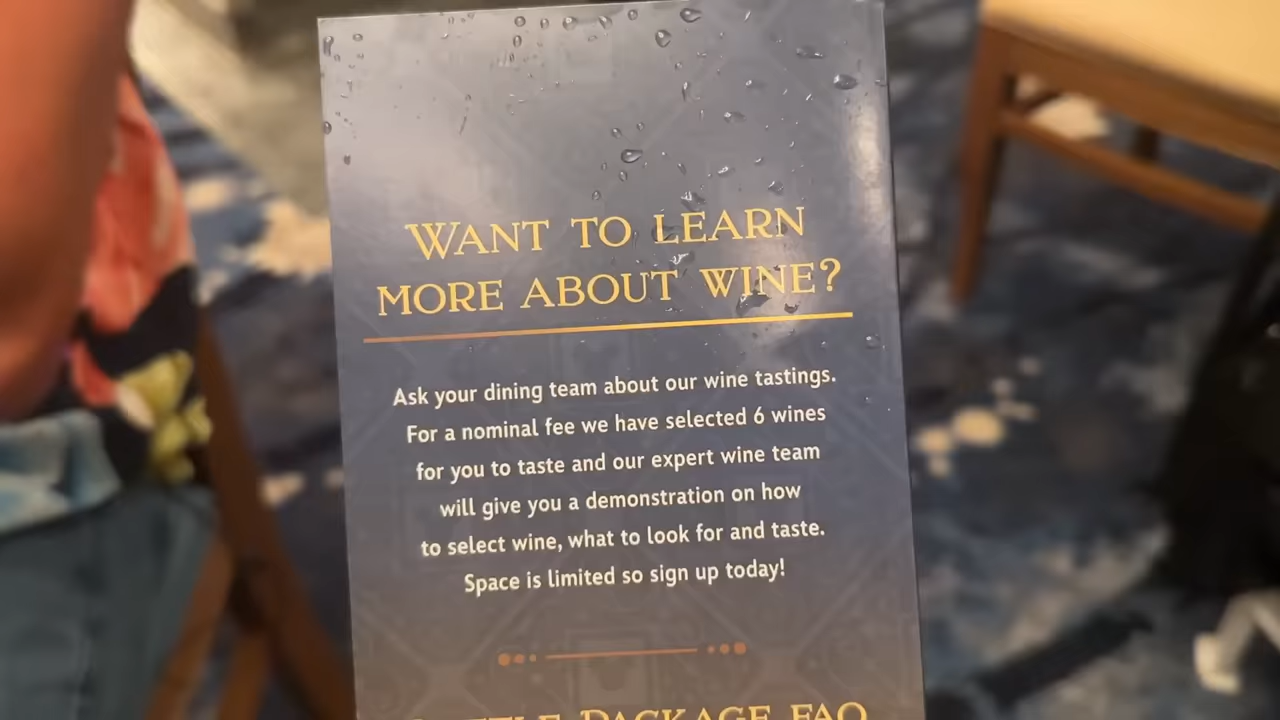 WANT TO LEARN
MORE ABOUT WINE?
Ask your dining team about our wine tastings.
For a nominal fee we have selected 6 wines
for you to taste and our expert wine team
will give you a demonstration on how
to select wine, what to look for and taste.
Space is limited so sign up today!
PACKAGE FAQ